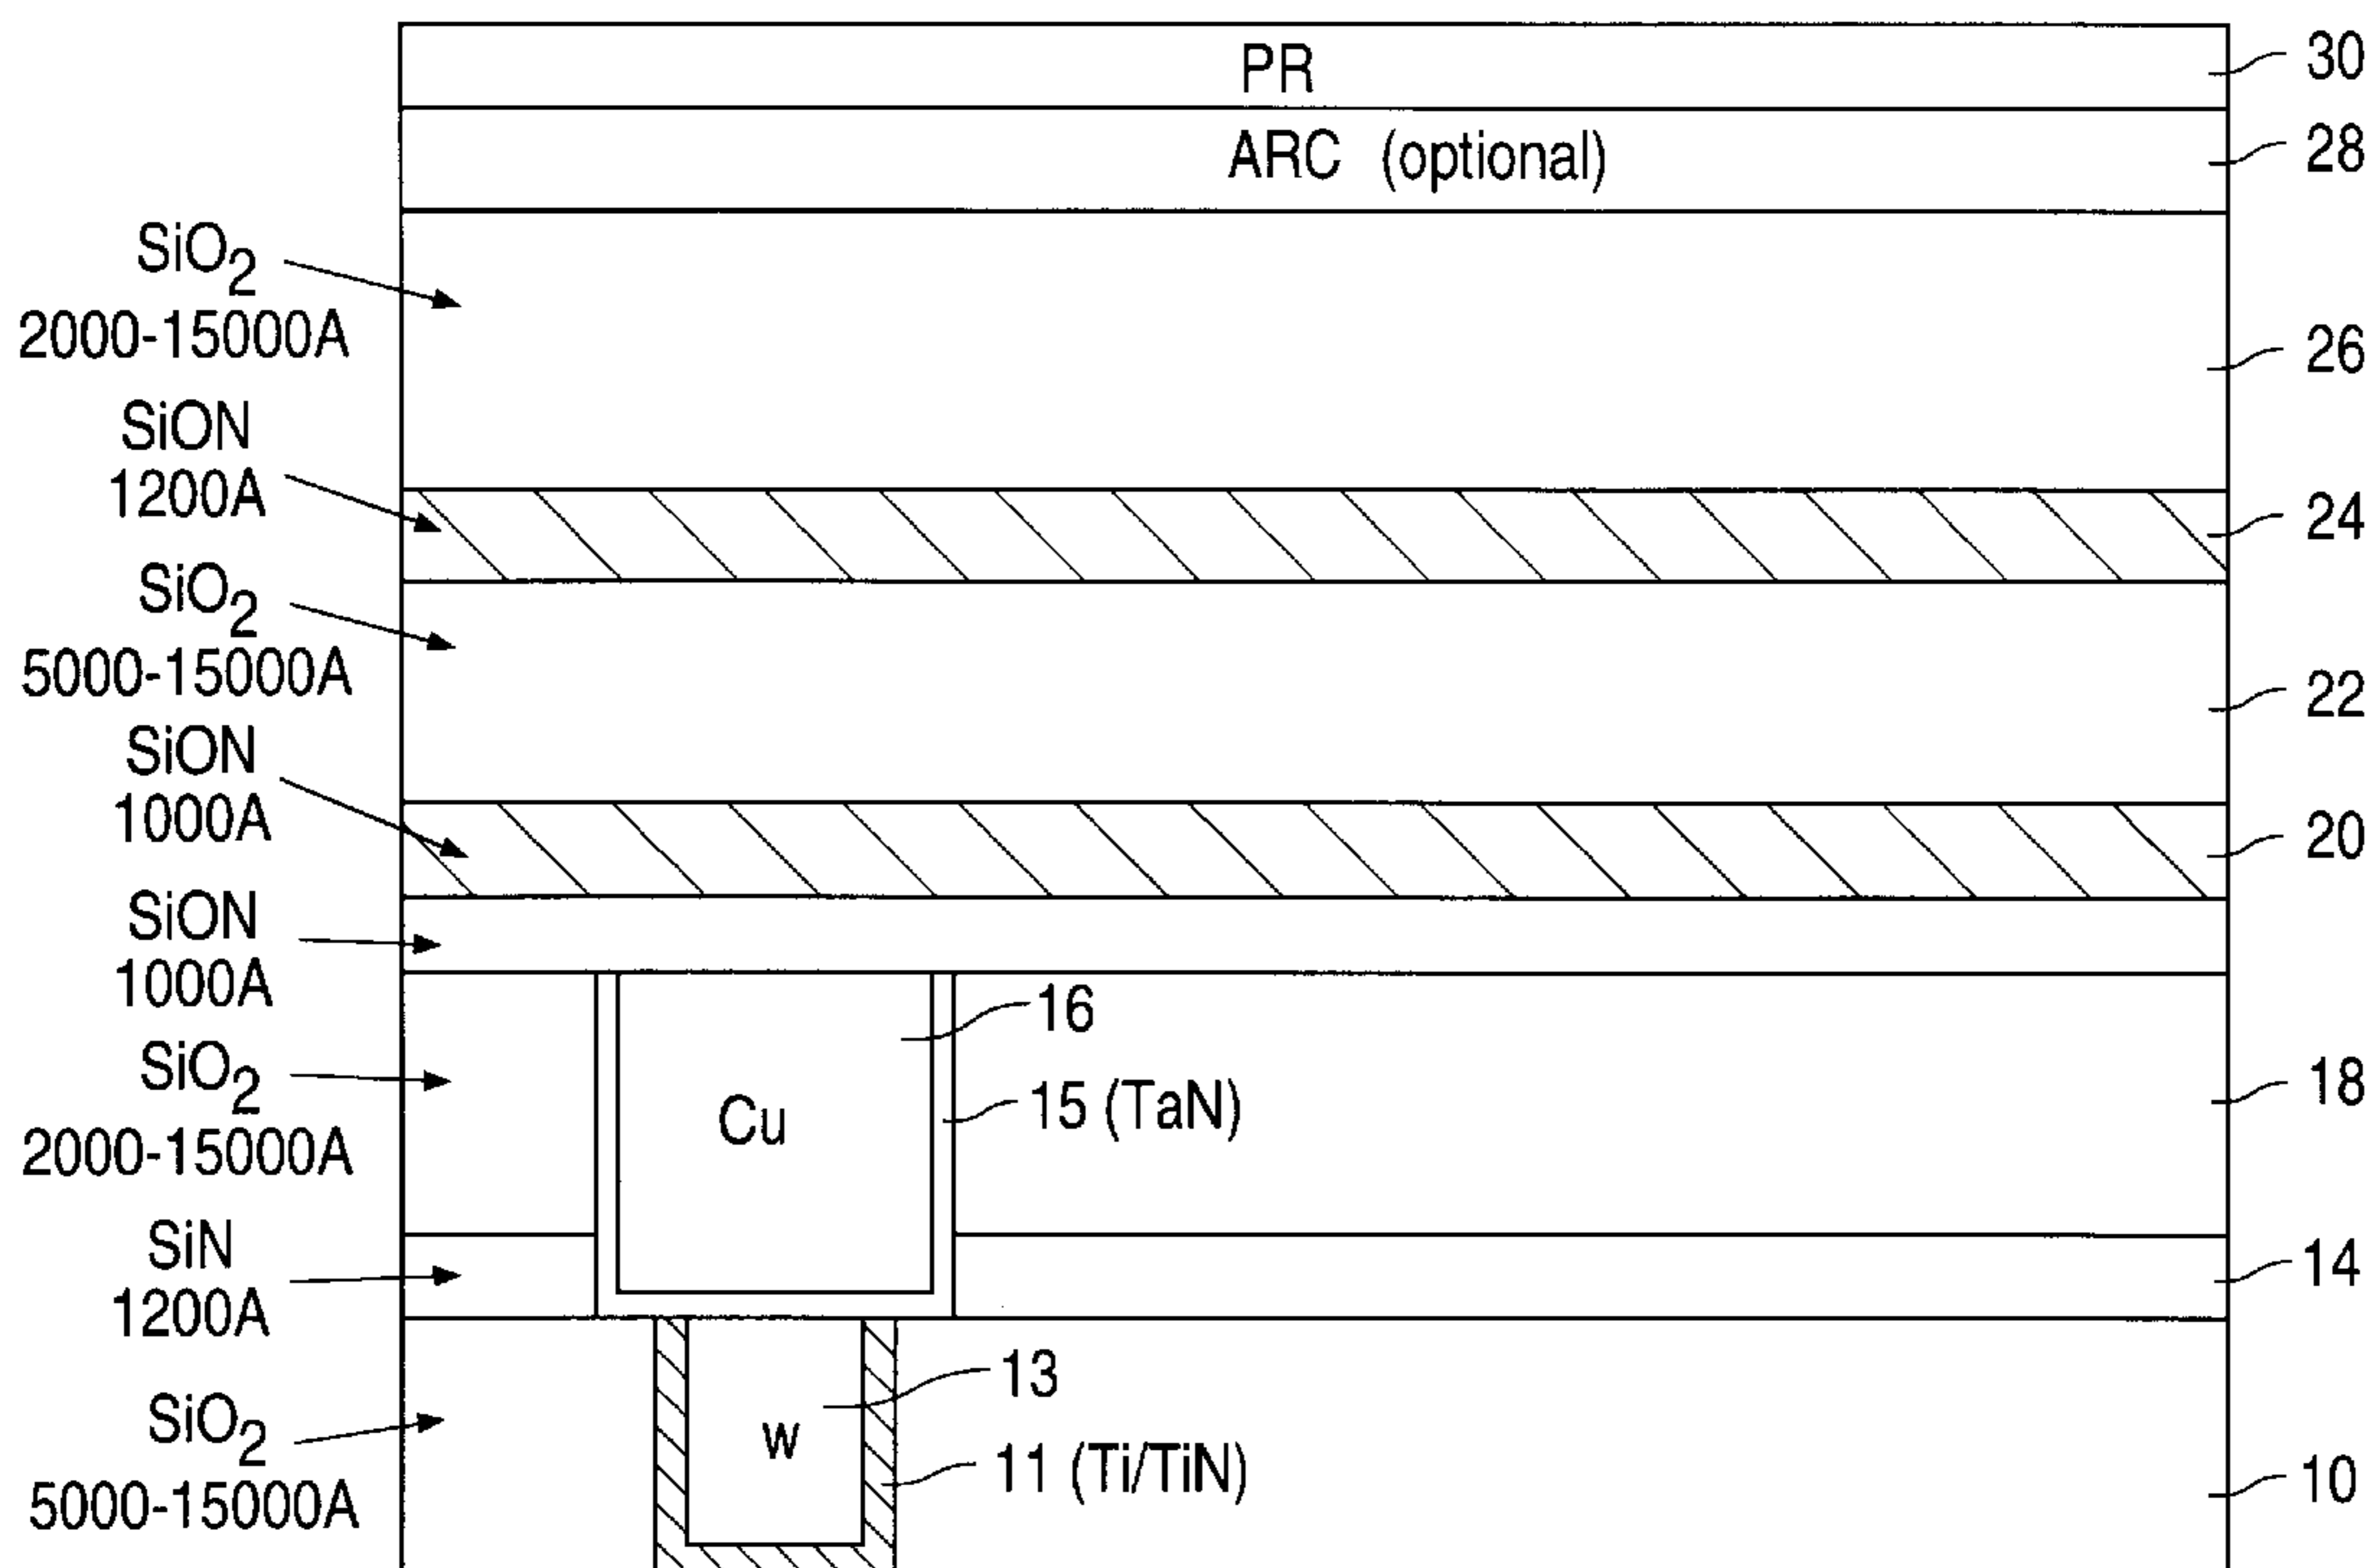 PR
30
ARC (optional)
28
SiO2
2000-15000A
26
SiON
1200A
24
SiO2
5000-15000A
22
SiON
1000A
20
SiON
1000A
16
SiO2
2000-15000A
18
15 (TaN)
Cu
SiN
1200A
14
13
SiO2
5000-15000A
W
11 (Ti/TiN)
10